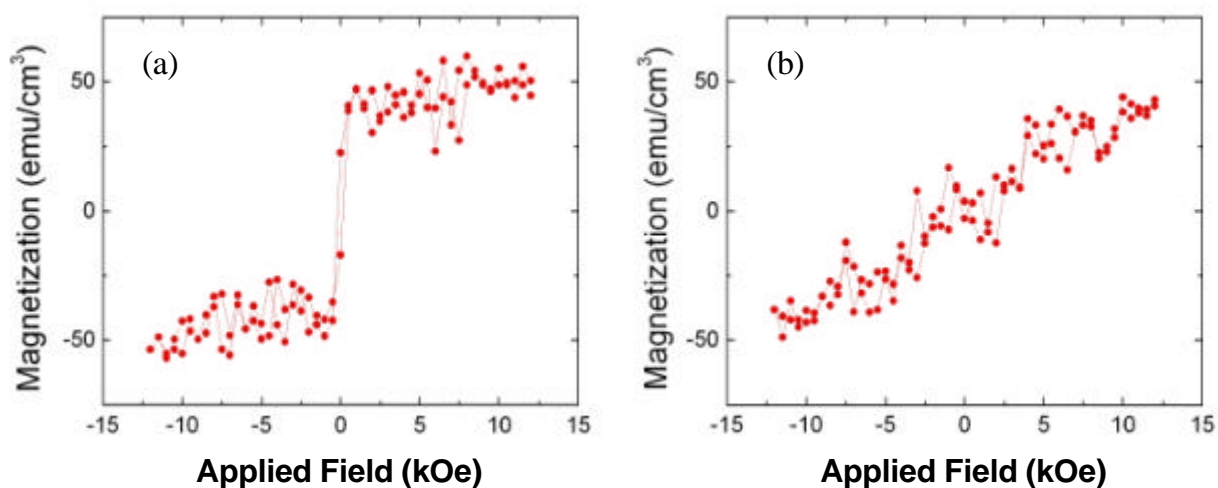 (a)
Magnetization (emu/cm³)
50
0
-50
-15 -10 -5 0 5 10 15
Applied Field (kOe)
(b)
Magnetization (emu/cm³)
50
0
-50
-15 -10 -5 0 5 10 15
Applied Field (kOe)